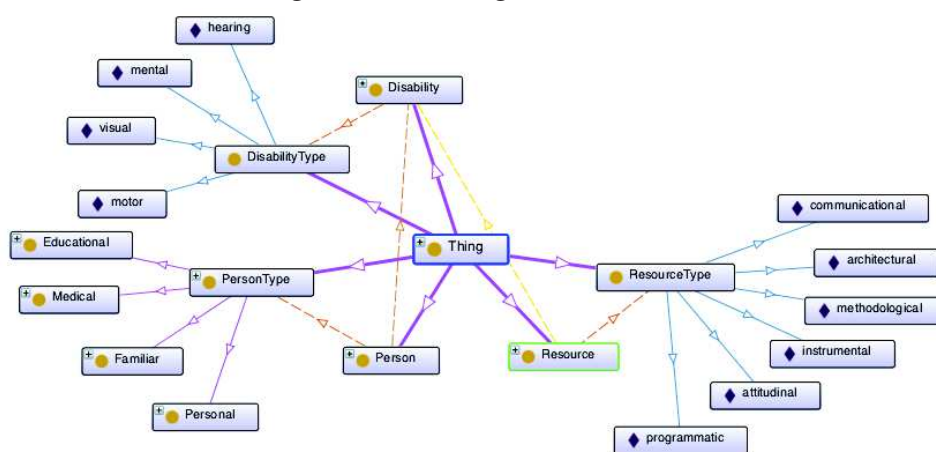 hearing
mental
Disability
visual
DisabilityType
motor
communicational
Educational
Thing
architectural
PersonType
ResourceType
Medical
methodological
Familiar
Person
Resource
instrumental
attitudinal
Personal
programmatic